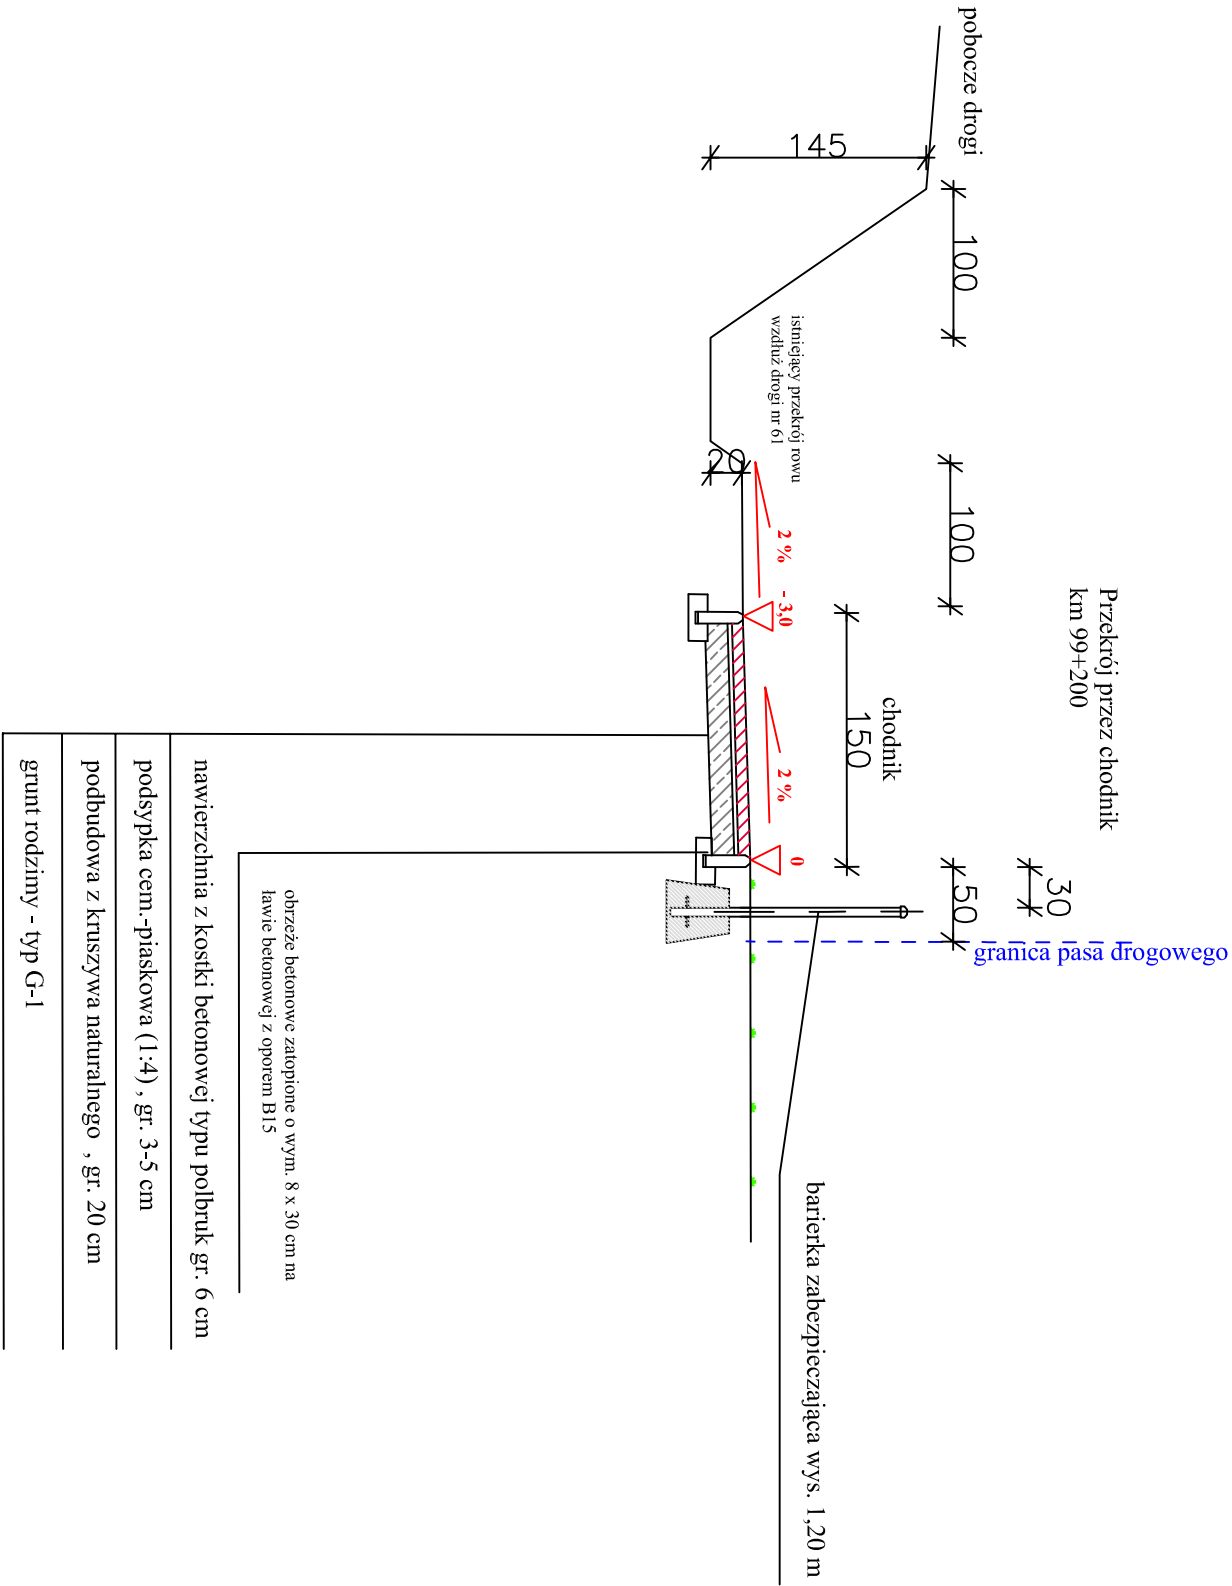 Przekrój przez chodnik
km 99+200
pobocze drogi
145
100
istniejący przekrój rowu
wzdłuż drogi nr 61
20
100
2 %
- 3,0
chodnik
150
2 %
0
30
50
granica pasa drogowego
barierka zabezpieczająca wys. 1,20 m
obrzeże betonowe zatopione o wym. 8 x 30 cm na
ławie betonowej z oporem B15
nawierzchnia z kostki betonowej typu polbruk gr. 6 cm
podsypka cem.-piaskowa (1:4) , gr. 3-5 cm
podbudowa z kruszywa naturalnego , gr. 20 cm
grunt rodzimy - typ G-1